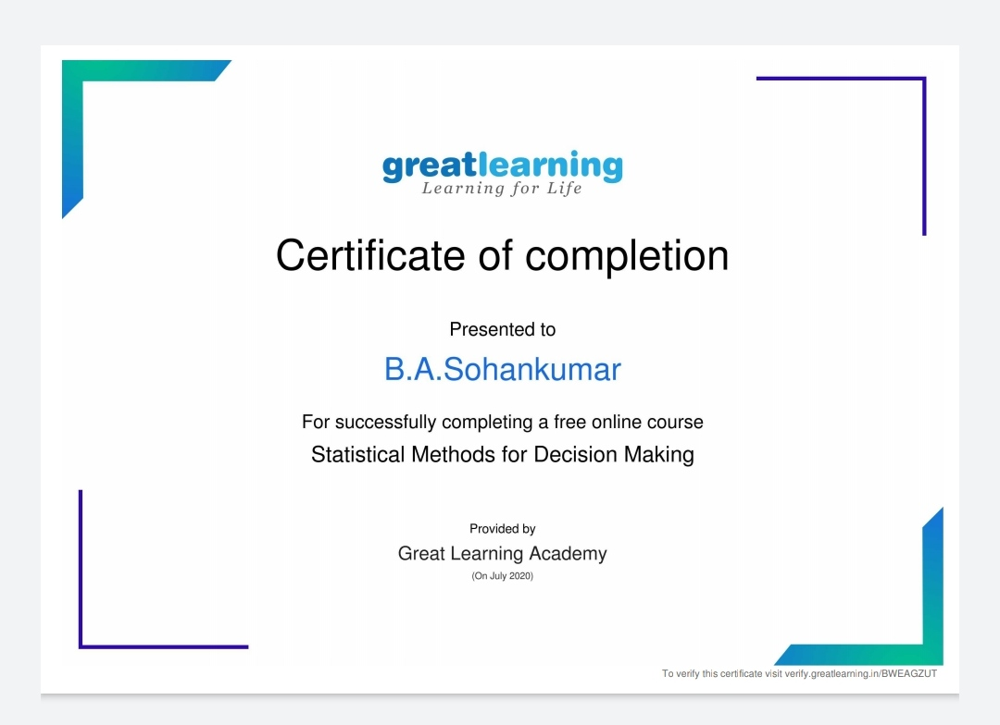 greatlearning
Learning for Life
Certificate of completion
Presented to
B.A.Sohankumar
For successfully completing a free online course
Statistical Methods for Decision Making
Provided by
Great Learning Academy
(On July 2020)
To verify this certificate visit verify.greatlearning.in/BWEAGZUT